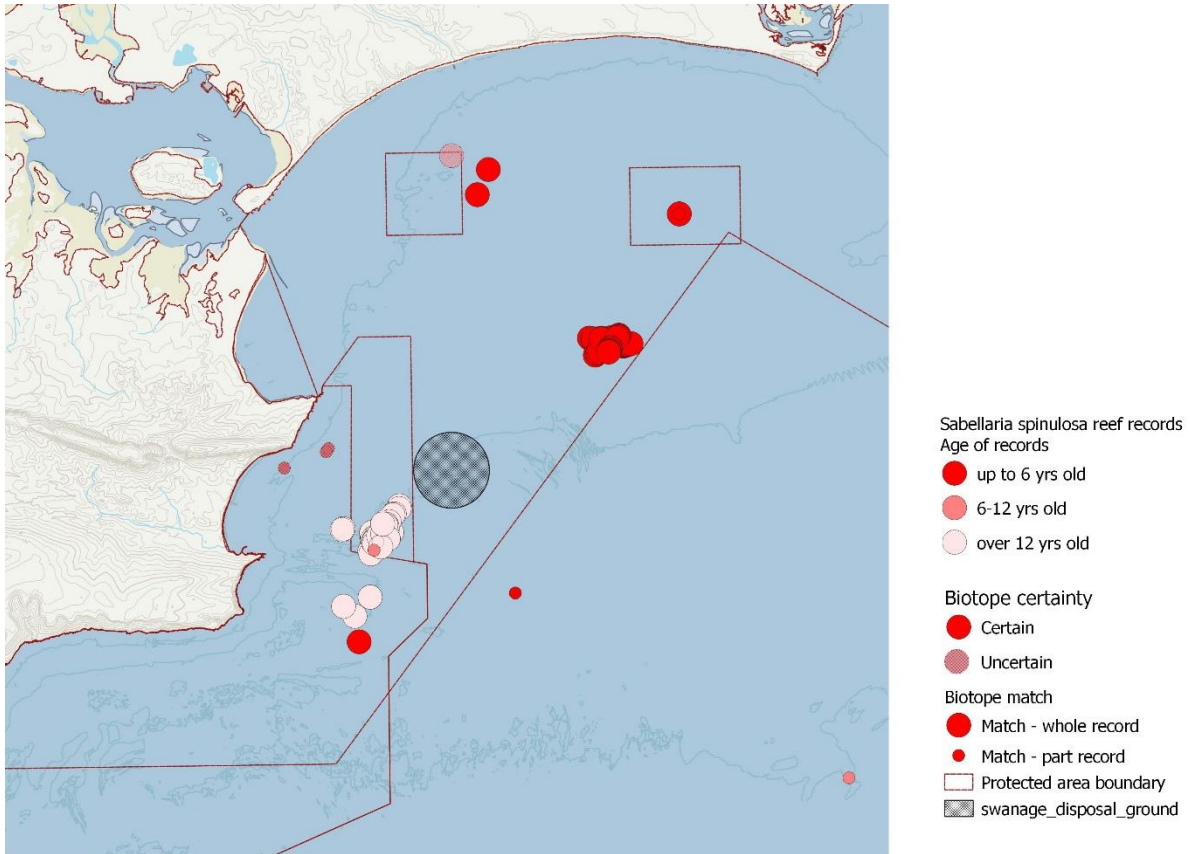 Sabellaria spinulosa reef records
Age of records
up to 6 yrs old
6-12 yrs old
over 12 yrs old
Biotope certainty
Certain
Uncertain
Biotope match
Match - whole record
Match - part record
Protected area boundary
swanage_disposal_ground